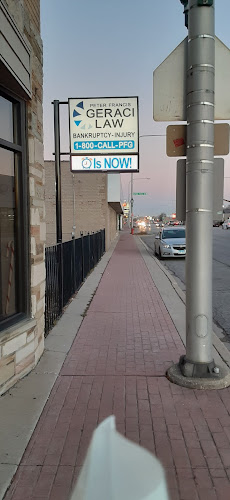 PETER FRANCIS
GERACI
LAW
BANKRUPTCY-INJURY
1-800-CALL-PFG
Is NOW!